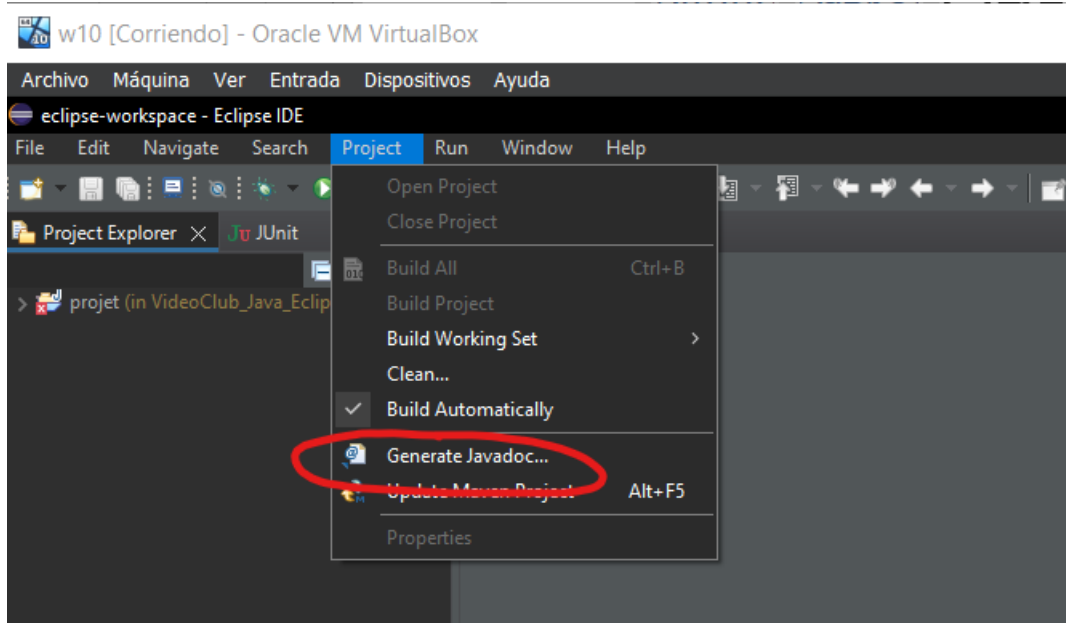 w10 [Corriendo] - Oracle VM VirtualBox
Archivo Máquina Ver Entrada Dispositivos Ayuda
eclipse-workspace - Eclipse IDE
File Edit Navigate Search Project Run Window Help
Project Explorer JUnit
projet (in VideoClub_Java_Eclip
Open Project
Close Project
Build All Ctrl+B
Build Project
Build Working Set
Clean...
Build Automatically
Generate Javadoc...
Update Maven Project Alt+F5
Properties